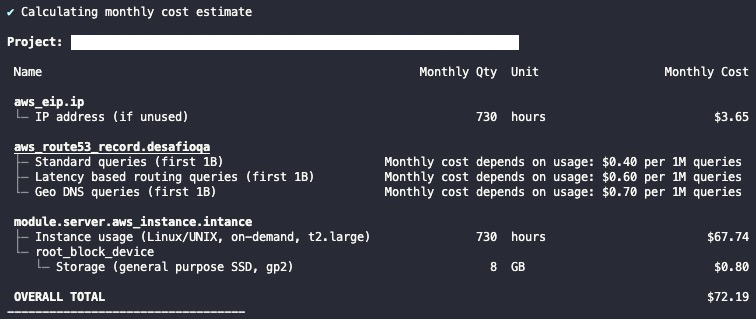 ✔ Calculating monthly cost estimate
Project:
Name Monthly Qty Unit Monthly Cost
aws_eip.ip
└─ IP address (if unused) 730 hours $3.65
aws_route53_record.desafioqa
├─ Standard queries (first 1B) Monthly cost depends on usage: $0.40 per 1M queries
├─ Latency based routing queries (first 1B) Monthly cost depends on usage: $0.60 per 1M queries
└─ Geo DNS queries (first 1B) Monthly cost depends on usage: $0.70 per 1M queries
module.server.aws_instance.intance
├─ Instance usage (Linux/UNIX, on-demand, t2.large) 730 hours $67.74
└─ root_block_device
└─ Storage (general purpose SSD, gp2) 8 GB $0.80
OVERALL TOTAL $72.19
──────────────────────────────────